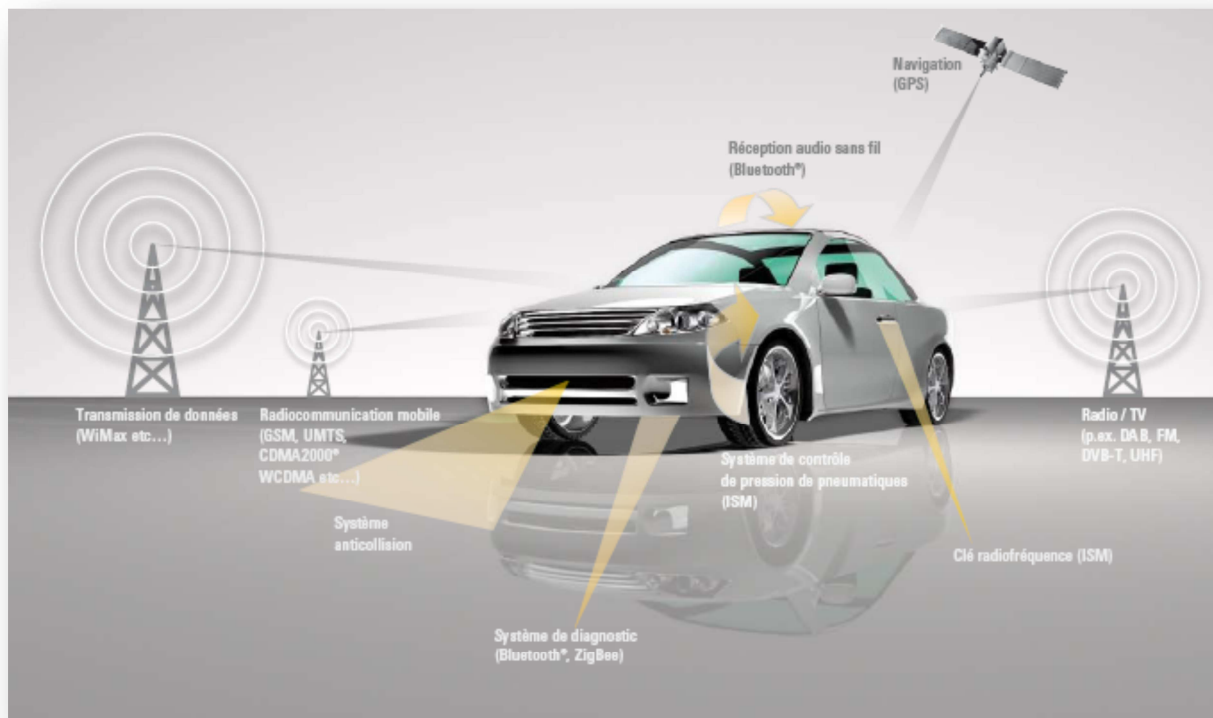 Navigation
(GPS)
Réception audio sans fil
(Bluetooth®)
Transmission de données
(WiMax etc...)
Radiocommunication mobile
(GSM, UMTS,
CDMA2000®
WCDMA etc...)
Radio / TV
(p.ex. DAB, FM,
DVB-T, UHF)
Système de contrôle
de pression de pneumatiques
(ISM)
Système
anticollision
Clé radiofréquence (ISM)
Système de diagnostic
(Bluetooth®, ZigBee)